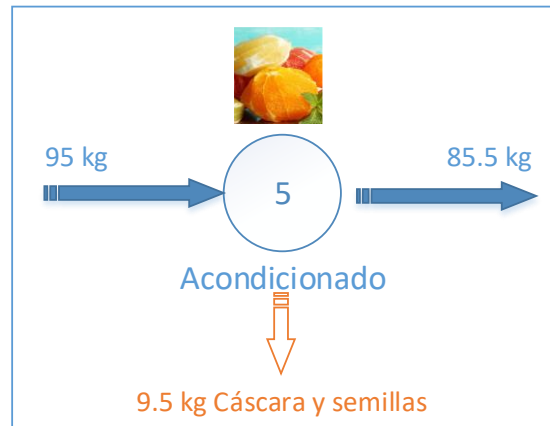 95 kg
85.5 kg
5
Acondicionado
9.5 kg Cáscara y semillas